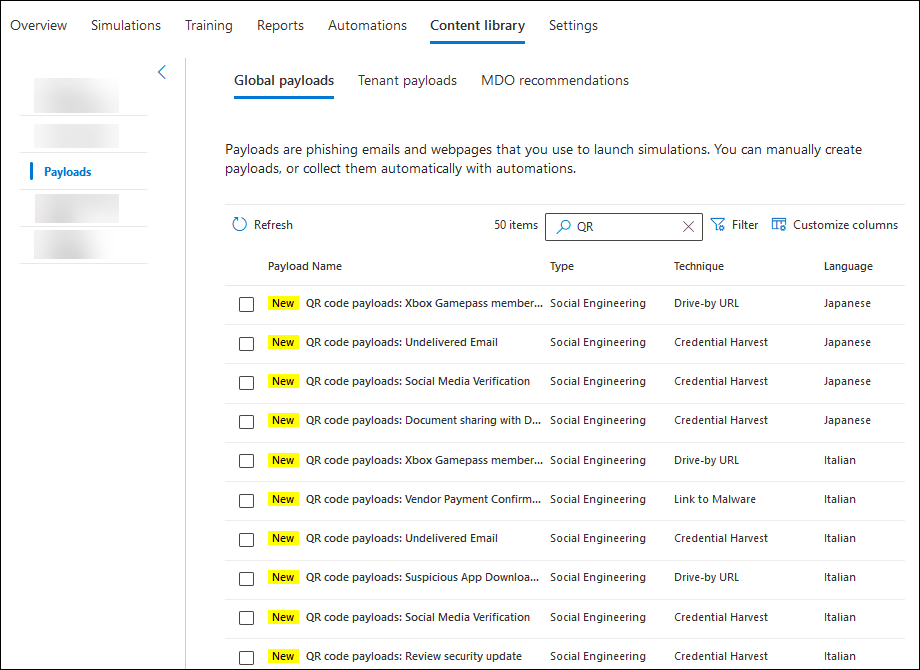 Overview Simulations Training Reports Automations Content library Settings
Payloads
Global payloads Tenant payloads MDO recommendations
Payloads are phishing emails and webpages that you use to launch simulations. You can manually create
payloads, or collect them automatically with automations.
Refresh 50 items QR Filter Customize columns
Payload Name Type Technique Language
New QR code payloads: Xbox Gamepass member... Social Engineering Drive-by URL Japanese
New QR code payloads: Undelivered Email Social Engineering Credential Harvest Japanese
New QR code payloads: Social Media Verification Social Engineering Credential Harvest Japanese
New QR code payloads: Document sharing with D... Social Engineering Credential Harvest Japanese
New QR code payloads: Xbox Gamepass member... Social Engineering Drive-by URL Italian
New QR code payloads: Vendor Payment Confirm... Social Engineering Link to Malware Italian
New QR code payloads: Undelivered Email Social Engineering Credential Harvest Italian
New QR code payloads: Suspicious App Downloa... Social Engineering Drive-by URL Italian
New QR code payloads: Social Media Verification Social Engineering Credential Harvest Italian
New QR code payloads: Review security update Social Engineering Credential Harvest Italian